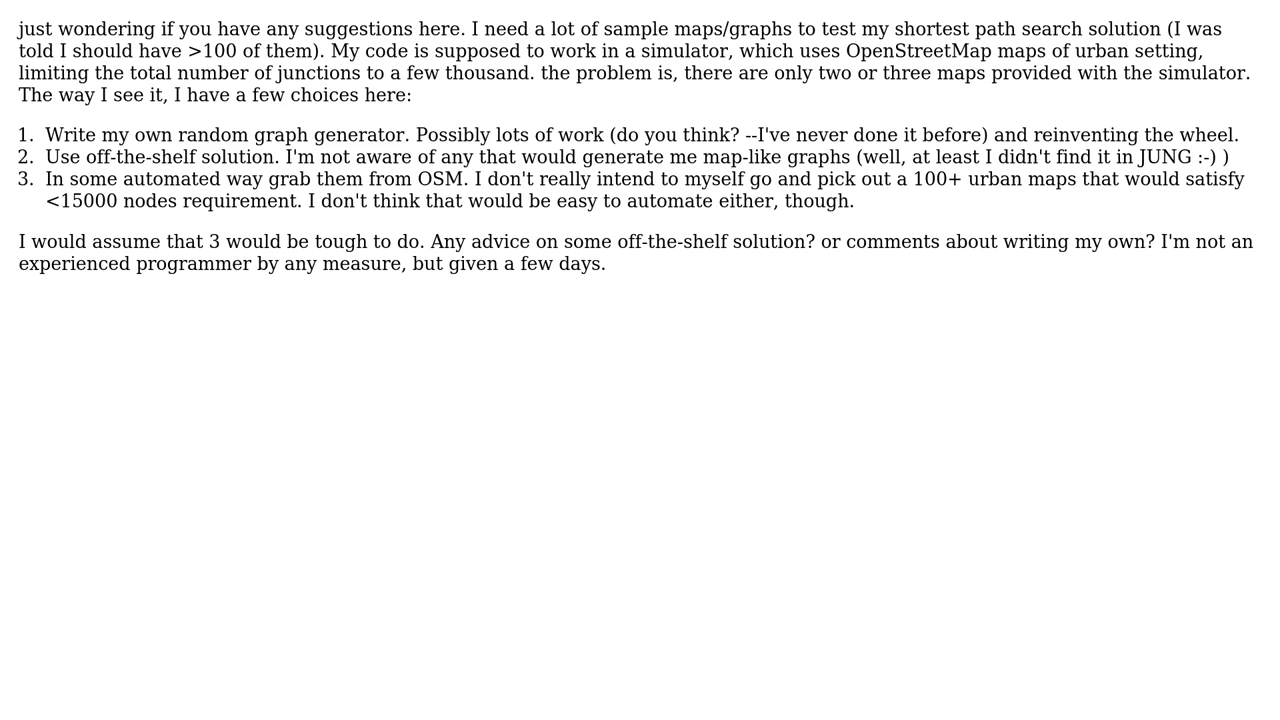 just wondering if you have any suggestions here. I need a lot of sample maps/graphs to test my shortest path search solution (I was
told I should have >100 of them). My code is supposed to work in a simulator, which uses OpenStreetMap maps of urban setting,
limiting the total number of junctions to a few thousand. the problem is, there are only two or three maps provided with the simulator.
The way I see it, I have a few choices here:
1. Write my own random graph generator. Possibly lots of work (do you think? --I've never done it before) and reinventing the wheel.
2. Use off-the-shelf solution. I'm not aware of any that would generate me map-like graphs (well, at least I didn't find it in JUNG :-) )
3. In some automated way grab them from OSM. I don't really intend to myself go and pick out a 100+ urban maps that would satisfy
<15000 nodes requirement. I don't think that would be easy to automate either, though.
I would assume that 3 would be tough to do. Any advice on some off-the-shelf solution? or comments about writing my own? I'm not an
experienced programmer by any measure, but given a few days.